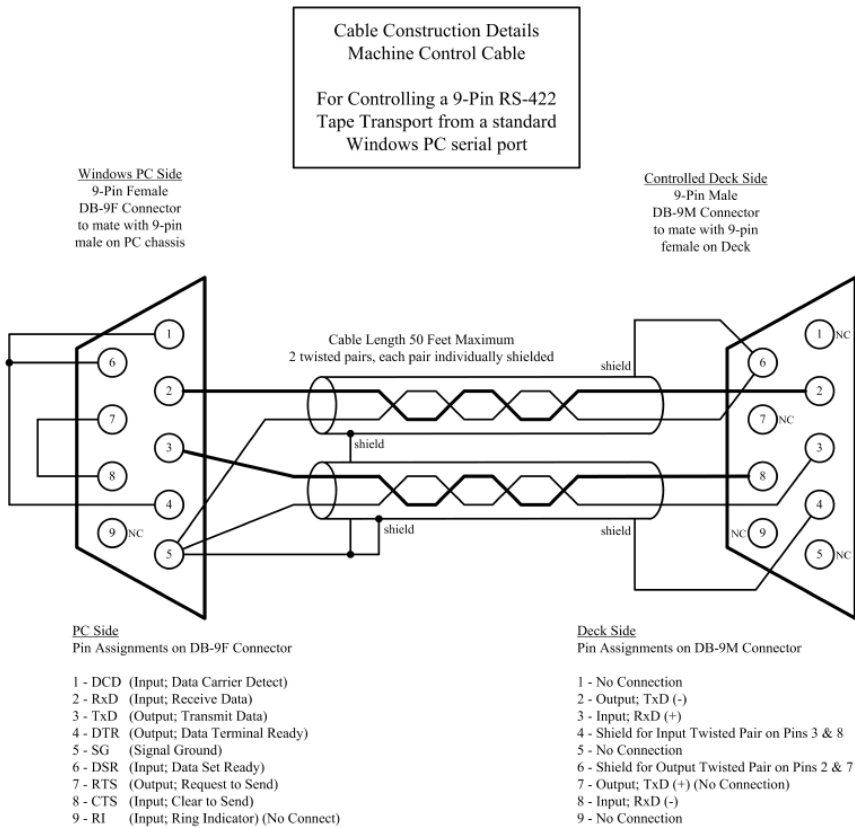 Cable Construction Details
Machine Control Cable
For Controlling a 9-Pin RS-422
Tape Transport from a standard
Windows PC serial port
Windows PC Side
9-Pin Female
DB-9F Connector
to mate with 9-pin
male on PC chassis
Controlled Deck Side
9-Pin Male
DB-9M Connector
to mate with 9-pin
female on Deck
Cable Length 50 Feet Maximum
2 twisted pairs, each pair individually shielded
1
6
2
7
3
8
4
9 NC
5
shield
shield
shield
shield
1 NC
6
2
7 NC
3
8
4
NC 9
5 NC
PC Side
Pin Assignments on DB-9F Connector
1 - DCD (Input; Data Carrier Detect)
2 - RxD (Input; Receive Data)
3 - TxD (Output; Transmit Data)
4 - DTR (Output; Data Terminal Ready)
5 - SG (Signal Ground)
6 - DSR (Input; Data Set Ready)
7 - RTS (Output; Request to Send)
8 - CTS (Input; Clear to Send)
9 - RI (Input; Ring Indicator) (No Connect)
Deck Side
Pin Assignments on DB-9M Connector
1 - No Connection
2 - Output; TxD (-)
3 - Input; RxD (+)
4 - Shield for Input Twisted Pair on Pins 3 & 8
5 - No Connection
6 - Shield for Output Twisted Pair on Pins 2 & 7
7 - Output; TxD (+) (No Connection)
8 - Input; RxD (-)
9 - No Connection